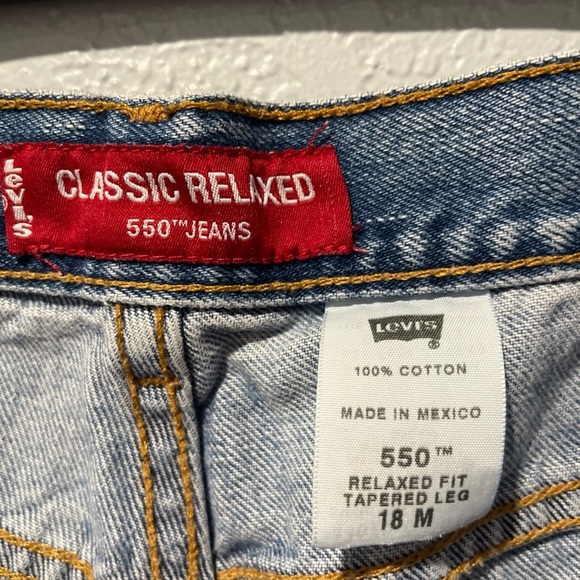 LEVI'S
CLASSIC RELAXED
550™ JEANS
Levi's
®
100% COTTON
MADE IN MEXICO
550™
RELAXED FIT
TAPERED LEG
18 M